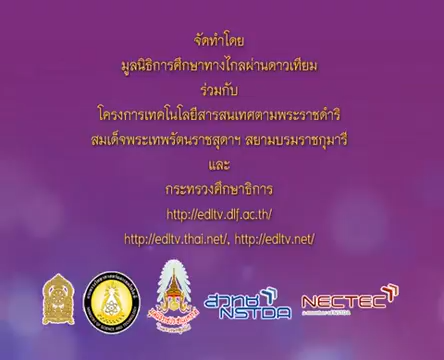 จัดทำโดย
มูลนิธิการศึกษาทางไกลผ่านดาวเทียม
ร่วมกับ
โครงการเทคโนโลยีสารสนเทศตามพระราชดำริ
สมเด็จพระเทพรัตนราชสุดาฯ สยามบรมราชกุมารี
และ
กระทรวงศึกษาธิการ
http://edltv.dlf.ac.th/
http://edltv.thai.net/, http://edltv.net/
สวทช NSTDA
NECTEC
a member of NSTDA